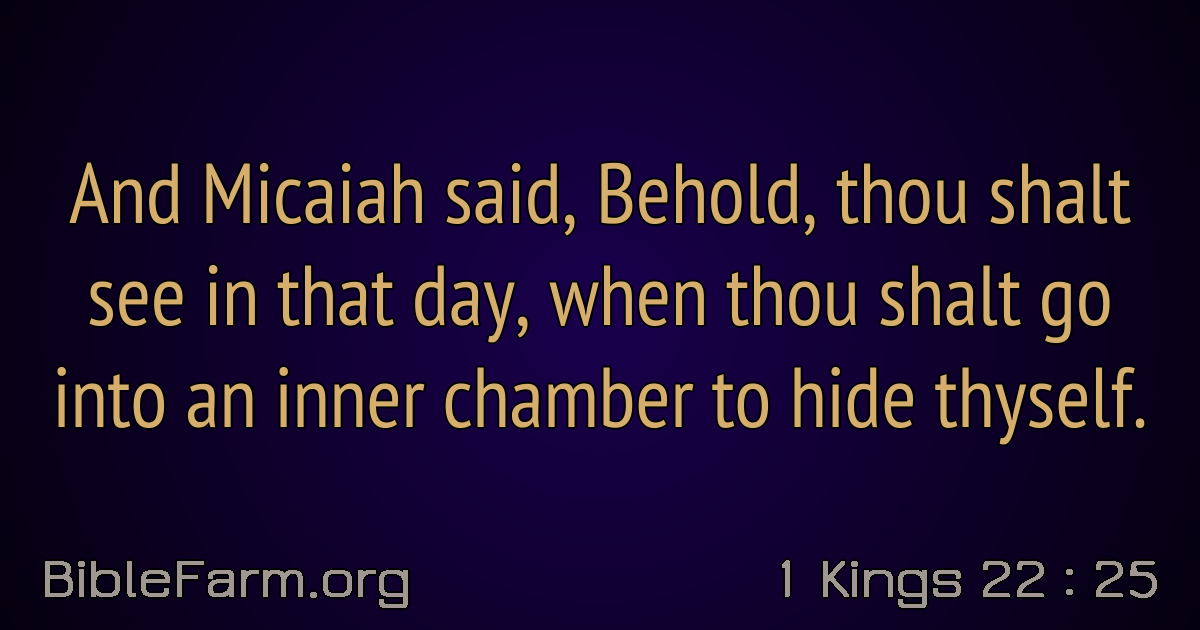 And Micaiah said, Behold, thou shalt
see in that day, when thou shalt go
into an inner chamber to hide thyself.
BibleFarm.org
1 Kings 22 : 25